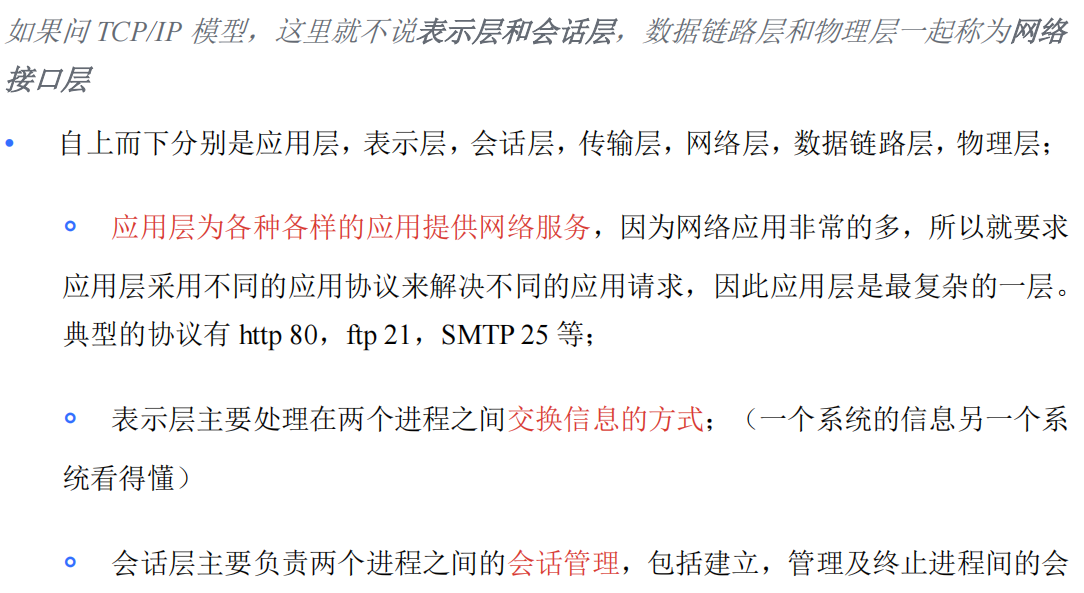 如果问 TCP/IP 模型，这里就不说表示层和会话层，数据链路层和物理层一起称为网络
接口层
• 自上而下分别是应用层，表示层，会话层，传输层，网络层，数据链路层，物理层；
○ 应用层为各种各样的应用提供网络服务，因为网络应用非常的多，所以就要求
应用层采用不同的应用协议来解决不同的应用请求，因此应用层是最复杂的一层。
典型的协议有 http 80，ftp 21，SMTP 25 等；
○ 表示层主要处理在两个进程之间交换信息的方式；（一个系统的信息另一个系
统看得懂）
○ 会话层主要负责两个进程之间的会话管理，包括建立，管理及终止进程间的会